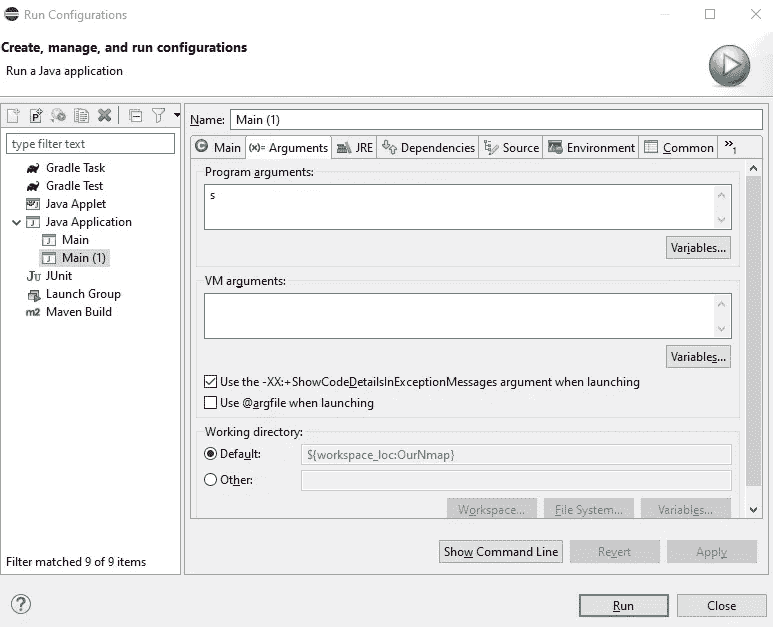 Run Configurations
Create, manage, and run configurations
Run a Java application
type filter text
Gradle Task
Gradle Test
Java Applet
Java Application
Main
Main (1)
JUnit
Launch Group
m2 Maven Build
Filter matched 9 of 9 items
Name: Main (1)
Main (x)= Arguments JRE Dependencies Source Environment Common »1
Program arguments:
s
Variables...
VM arguments:
Variables...
Use the -XX:+ShowCodeDetailsInExceptionMessages argument when launching
Use @argfile when launching
Working directory:
Default: ${workspace_loc:OurNmap}
Other:
Workspace... File System... Variables...
Show Command Line Revert Apply
Run Close